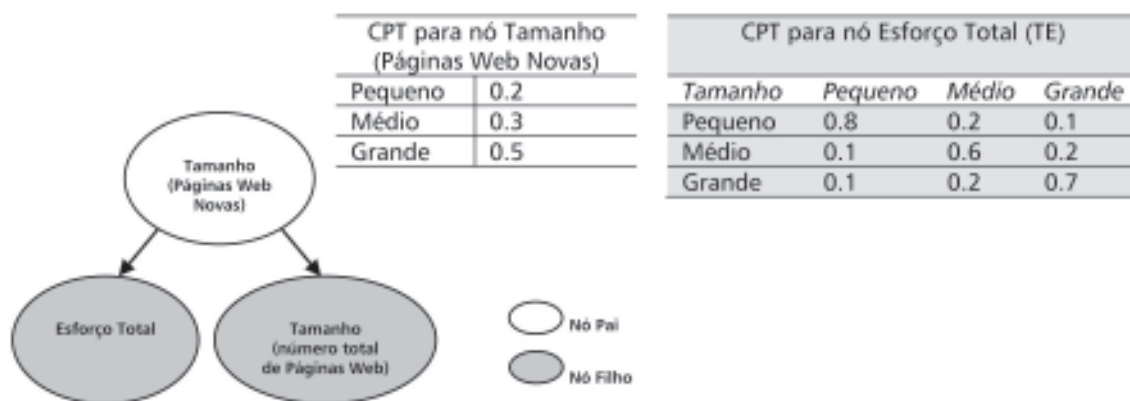 CPT para nó Tamanho
(Páginas Web Novas)
Pequeno 0.2
Médio 0.3
Grande 0.5
CPT para nó Esforço Total (TE)
Tamanho Pequeno Médio Grande
Pequeno 0.8 0.2 0.1
Médio 0.1 0.6 0.2
Grande 0.1 0.2 0.7
Tamanho
(Páginas Web
Novas)
Esforço Total
Tamanho
(número total
de Páginas Web)
Nó Pai
Nó Filho